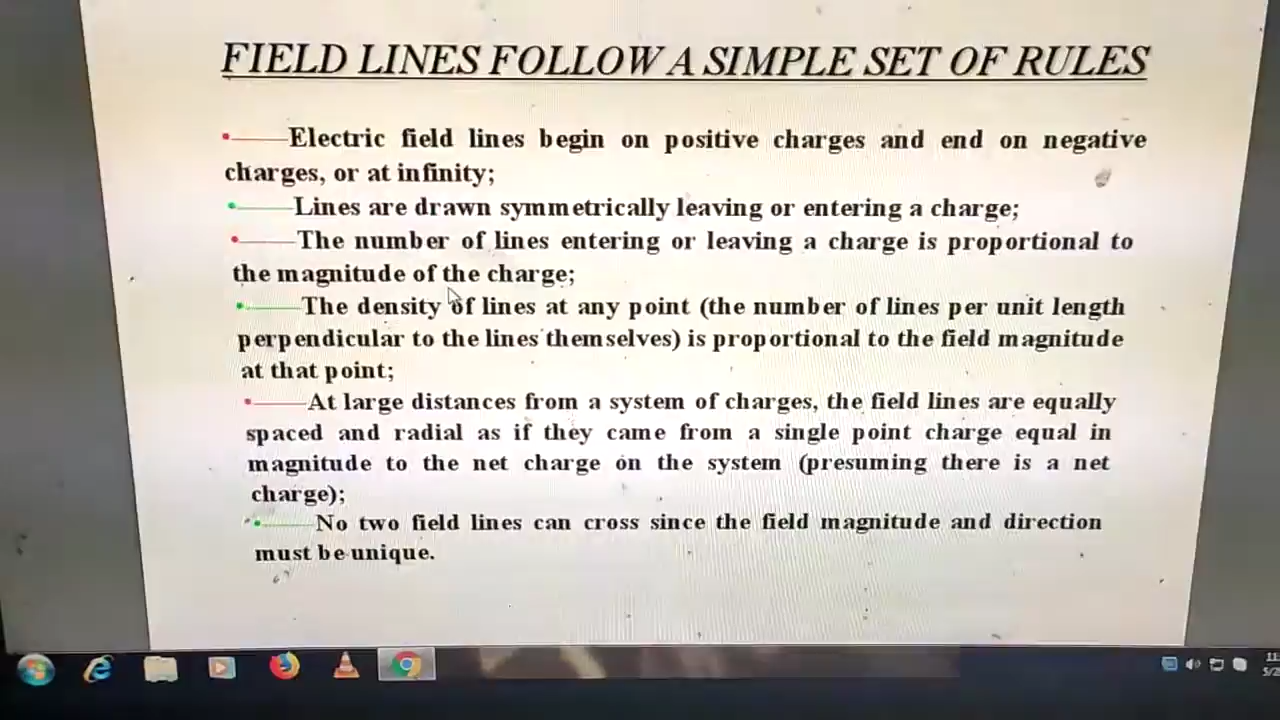 FIELD LINES FOLLOW A SIMPLE SET OF RULES
• Electric field lines begin on positive charges and end on negative
charges, or at infinity;
• Lines are drawn symmetrically leaving or entering a charge;
• The number of lines entering or leaving a charge is proportional to
the magnitude of the charge;
• The density of lines at any point (the number of lines per unit length
perpendicular to the lines themselves) is proportional to the field magnitude
at that point;
• At large distances from a system of charges, the field lines are equally
spaced and radial as if they came from a single point charge equal in
magnitude to the net charge on the system (presuming there is a net
charge);
• No two field lines can cross since the field magnitude and direction
must be unique.